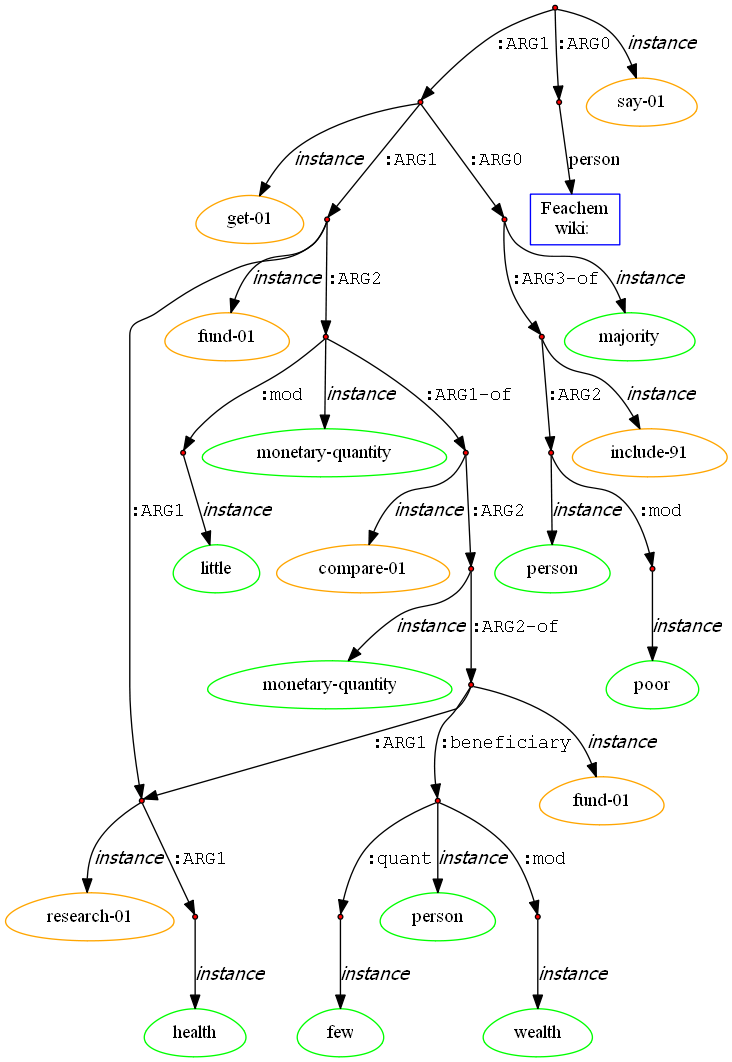 :ARG1 :ARG0 instance
say-01
instance :ARG1 :ARG0 person
get-01
Feachem
wiki:
instance :ARG2 :ARG3-of instance
fund-01
majority
:mod instance :ARG1-of :ARG2 instance
monetary-quantity
include-91
:ARG1 instance instance :ARG2 instance :mod
little
compare-01
person
instance :ARG2-of instance
monetary-quantity
poor
:ARG1 :beneficiary instance
fund-01
instance :ARG1 :quant instance :mod
research-01
person
instance instance instance
health
few
wealth